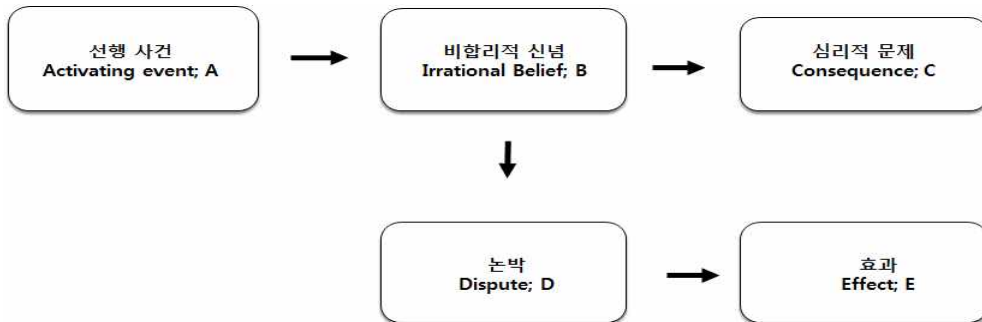 선행 사건
Activating event; A
비합리적 신념
Irrational Belief; B
심리적 문제
Consequence; C
논박
Dispute; D
효과
Effect; E